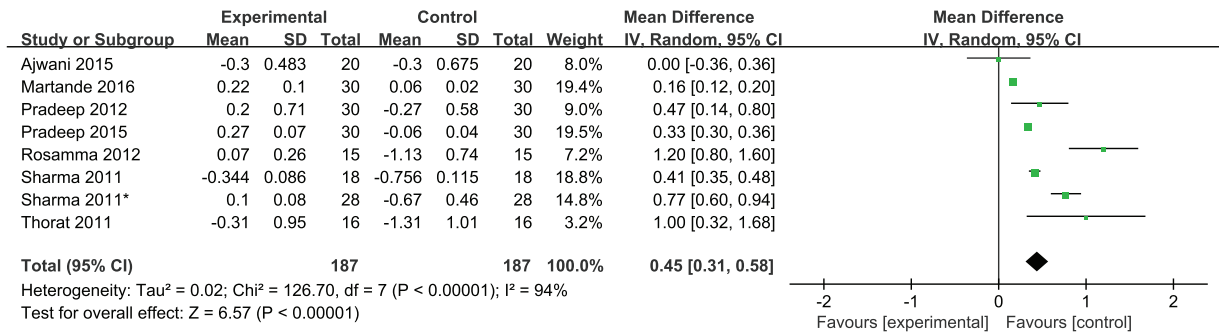 Experimental Control Mean Difference Mean Difference
Study or Subgroup Mean SD Total Mean SD Total Weight IV, Random, 95% CI IV, Random, 95% CI
Ajwani 2015 -0.3 0.483 20 -0.3 0.675 20 8.0% 0.00 [-0.36, 0.36]
Martande 2016 0.22 0.1 30 0.06 0.02 30 19.4% 0.16 [0.12, 0.20]
Pradeep 2012 0.2 0.71 30 -0.27 0.58 30 9.0% 0.47 [0.14, 0.80]
Pradeep 2015 0.27 0.07 30 -0.06 0.04 30 19.5% 0.33 [0.30, 0.36]
Rosamma 2012 0.07 0.26 15 -1.13 0.74 15 7.2% 1.20 [0.80, 1.60]
Sharma 2011 -0.344 0.086 18 -0.756 0.115 18 18.8% 0.41 [0.35, 0.48]
Sharma 2011* 0.1 0.08 28 -0.67 0.46 28 14.8% 0.77 [0.60, 0.94]
Thorat 2011 -0.31 0.95 16 -1.31 1.01 16 3.2% 1.00 [0.32, 1.68]
Total (95% CI) 187 187 100.0% 0.45 [0.31, 0.58]
Heterogeneity: Tau² = 0.02; Chi² = 126.70, df = 7 (P < 0.00001); I² = 94%
Test for overall effect: Z = 6.57 (P < 0.00001)
-2 -1 0 1 2
Favours [experimental] Favours [control]